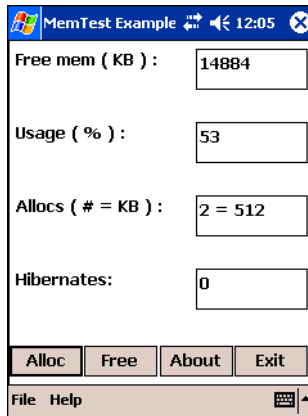 MemTest Example 12:05
Free mem ( KB ) : 14884
Usage ( % ) : 53
Allocs ( # = KB ) : 2 = 512
Hibernates: 0
Alloc Free About Exit
File Help